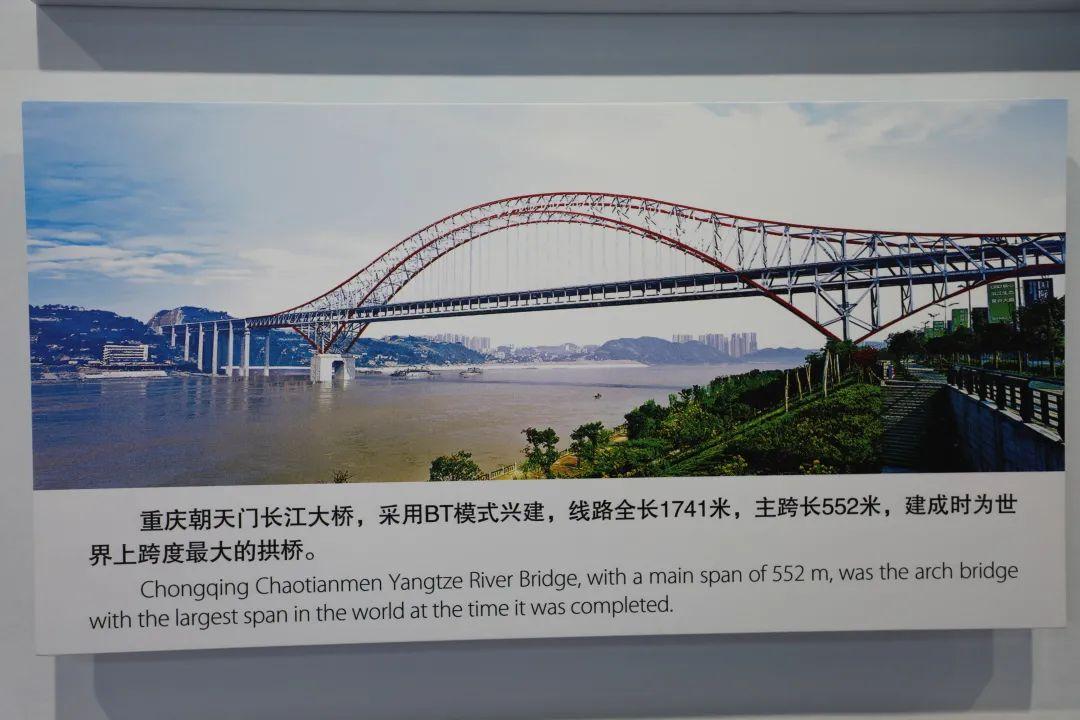 重庆朝天门长江大桥，采用BT模式兴建，线路全长1741米，主跨长552米，建成时为世
界上跨度最大的拱桥。
Chongqing Chaotianmen Yangtze River Bridge, with a main span of 552 m, was the arch bridge
with the largest span in the world at the time it was completed.